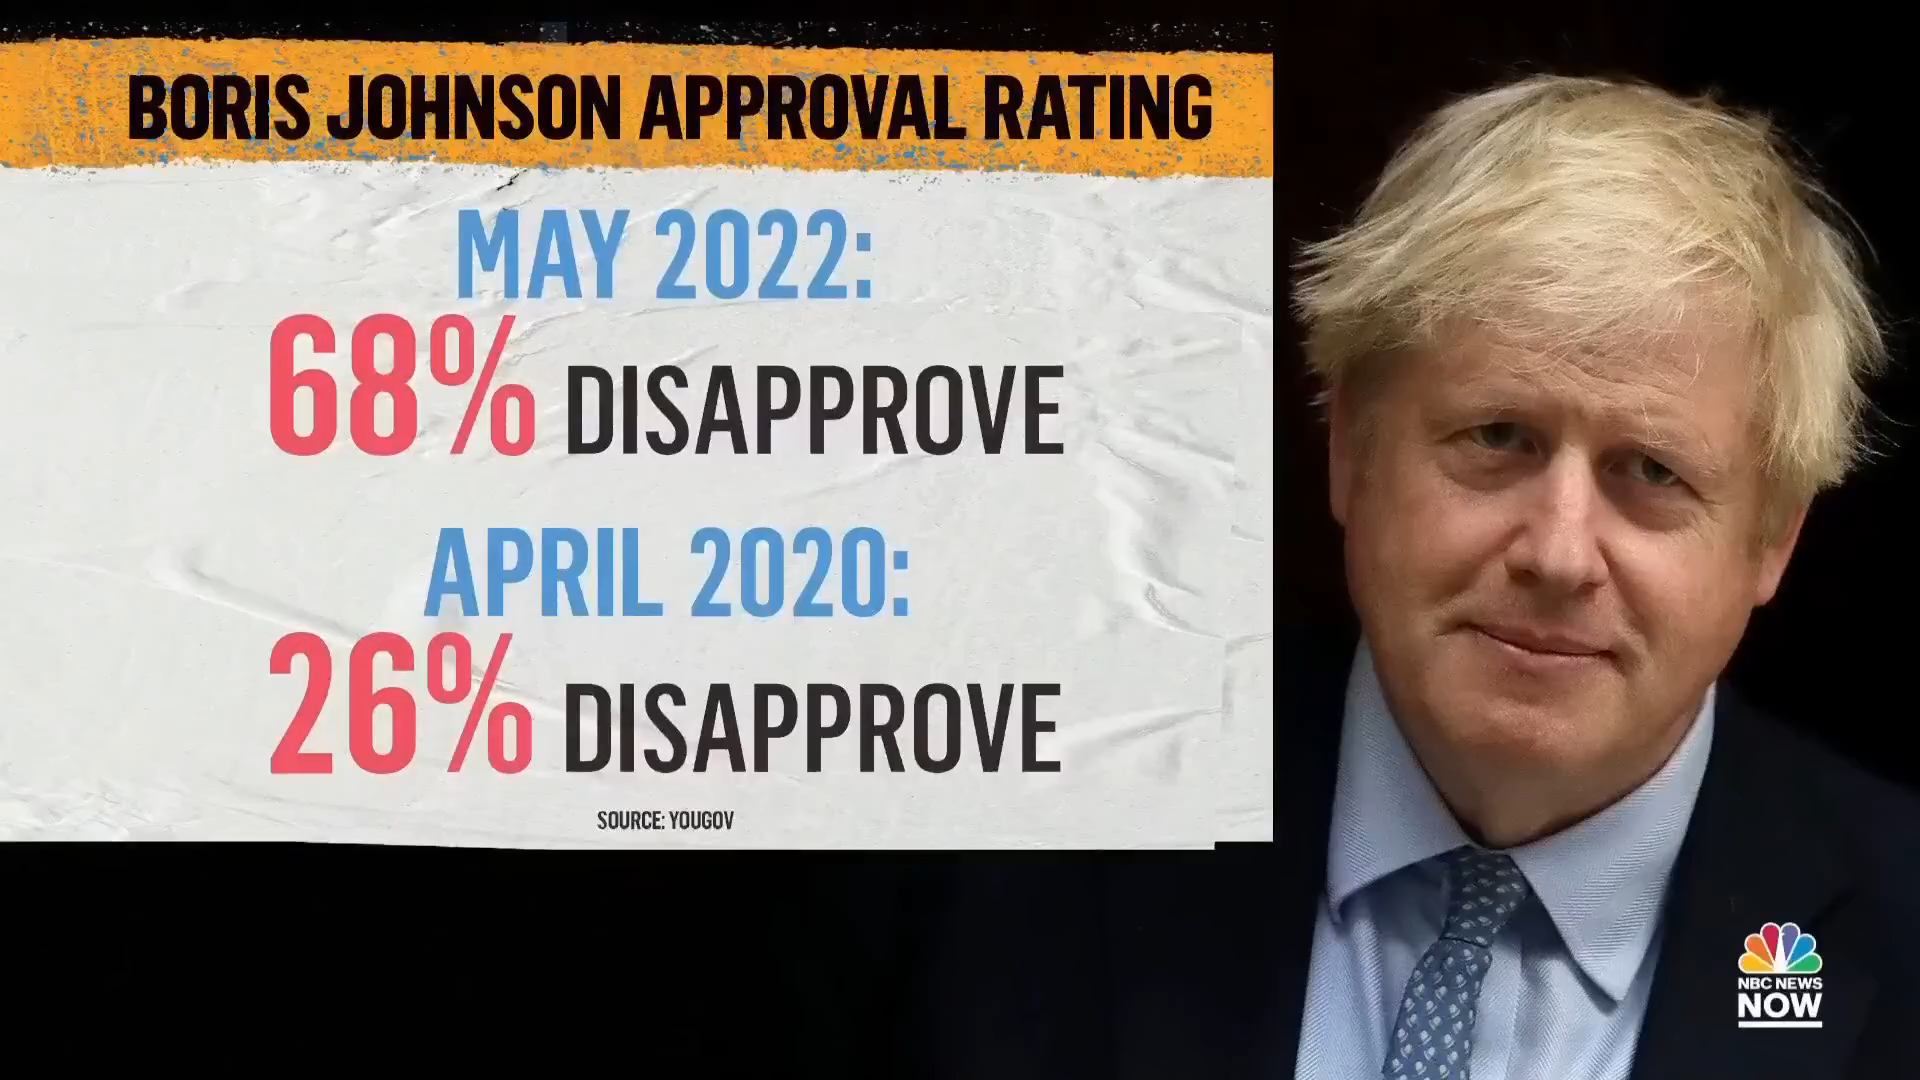 BORIS JOHNSON APPROVAL RATING
MAY 2022:
68% DISAPPROVE
APRIL 2020:
26% DISAPPROVE
SOURCE: YOUGOV
NBC NEWS
NOW